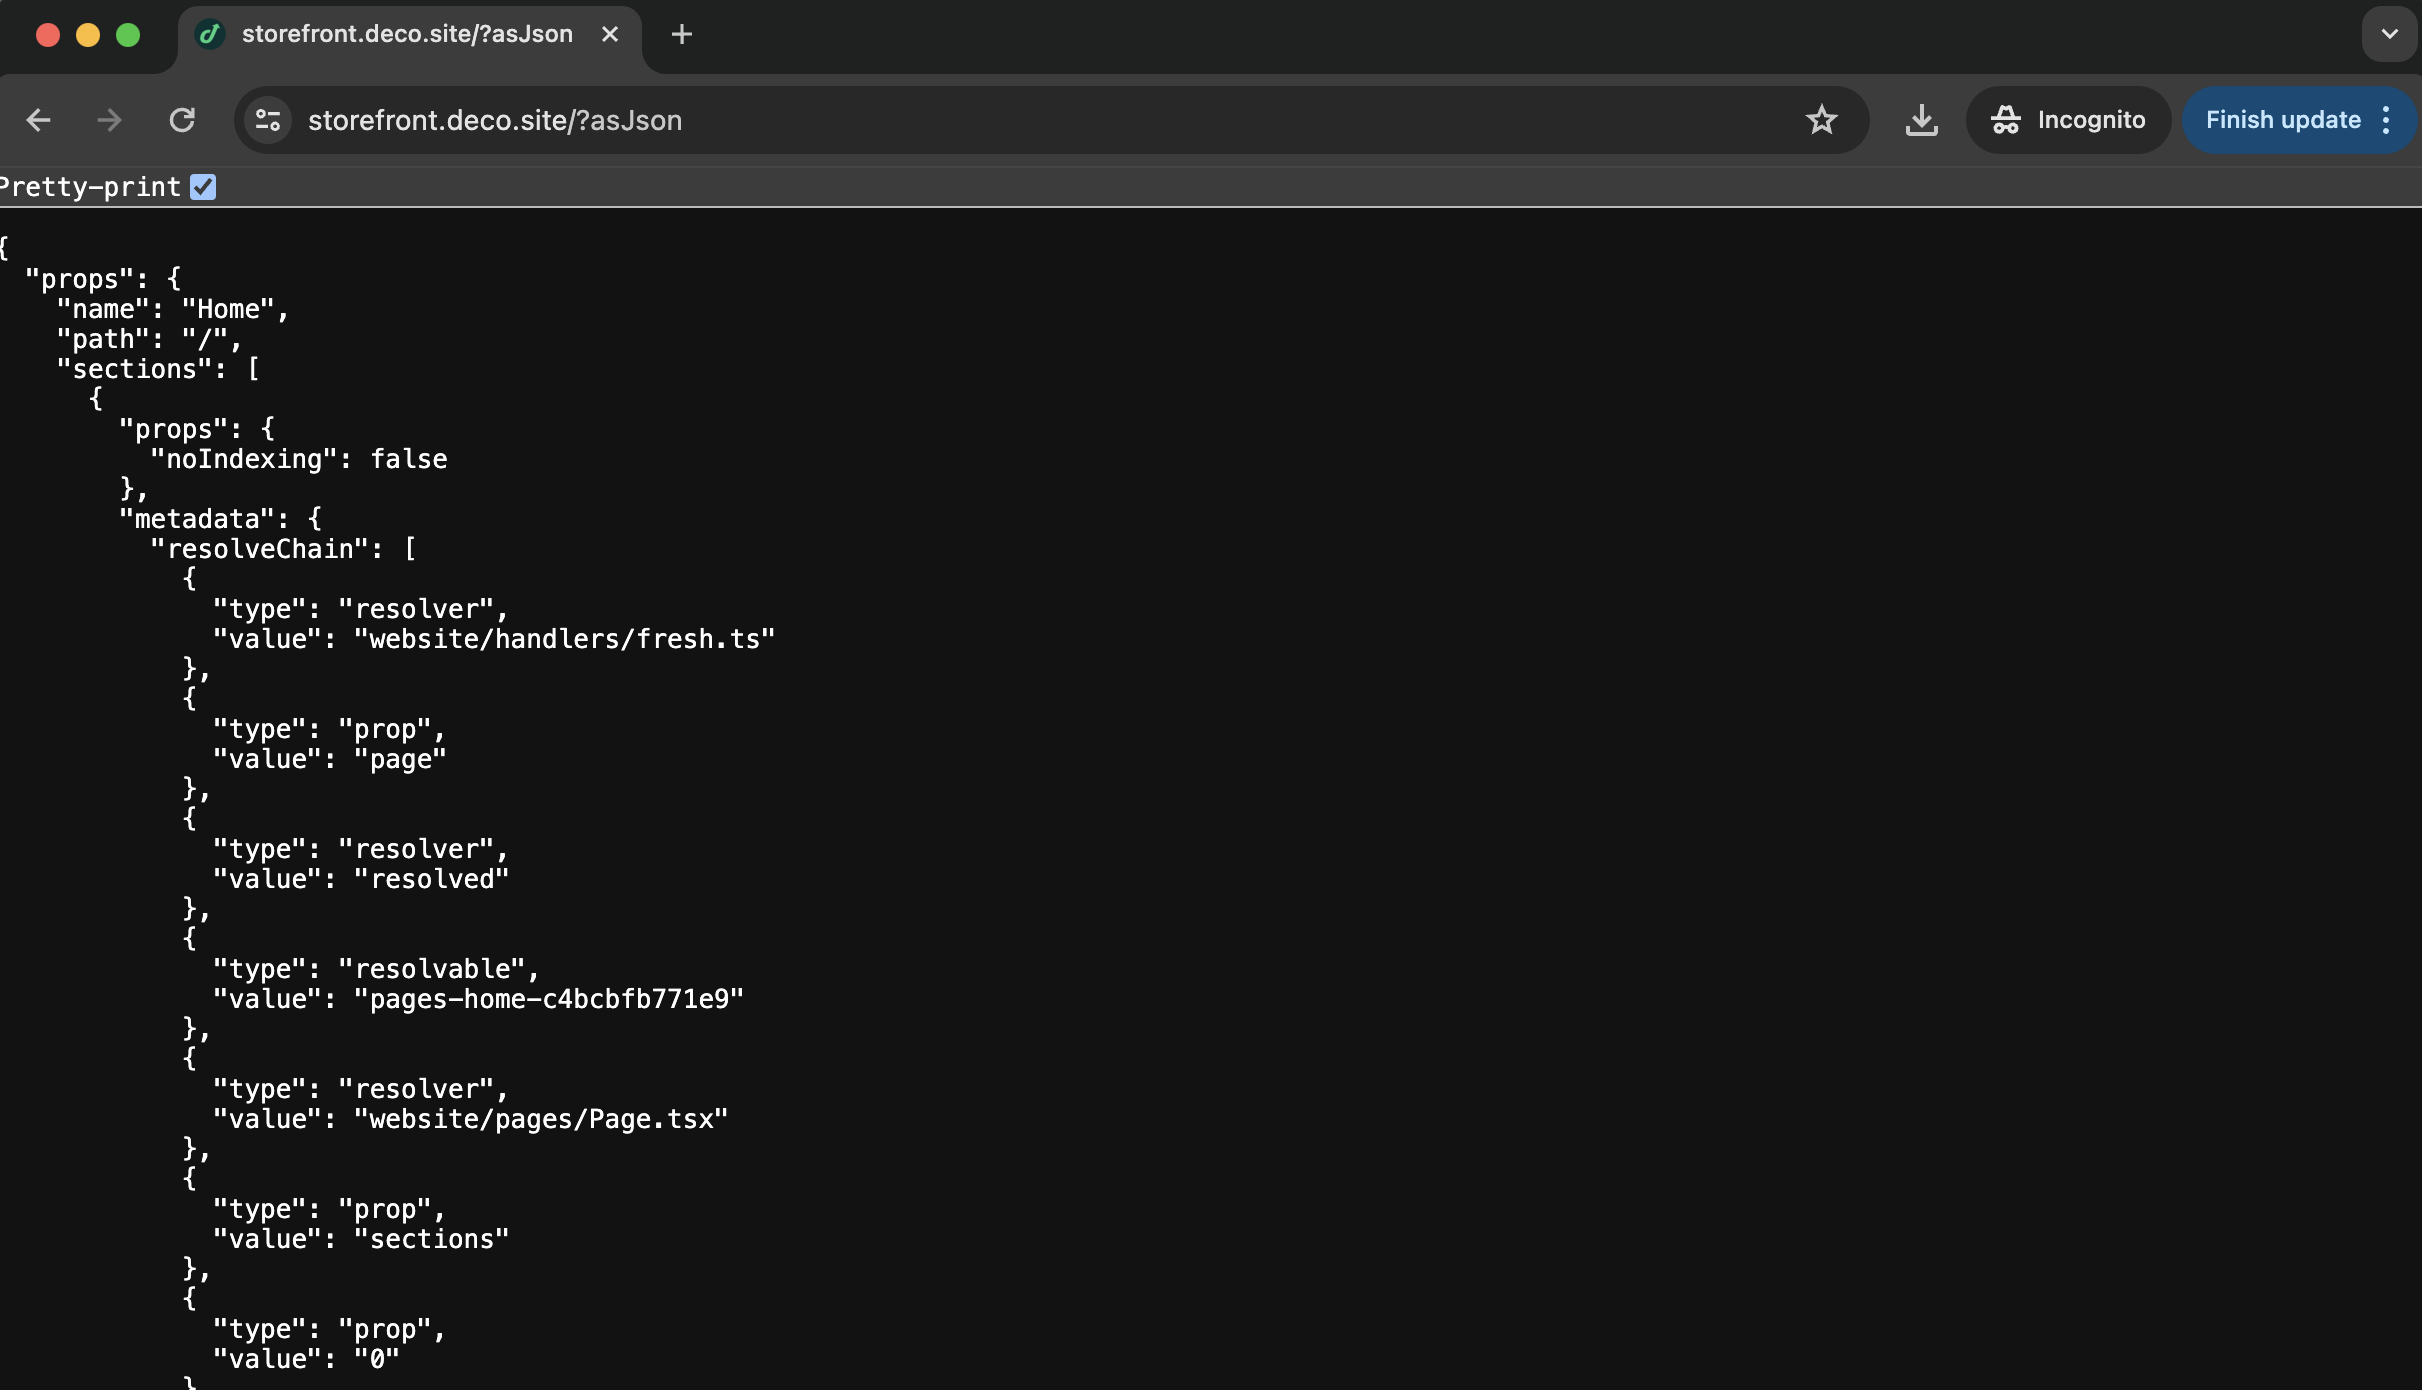 storefront.deco.site/?asJson
storefront.deco.site/?asJson
Incognito
Finish update
Pretty-print
{
  "props": {
    "name": "Home",
    "path": "/",
    "sections": [
      {
        "props": {
          "noIndexing": false
        },
        "metadata": {
          "resolveChain": [
            {
              "type": "resolver",
              "value": "website/handlers/fresh.ts"
            },
            {
              "type": "prop",
              "value": "page"
            },
            {
              "type": "resolver",
              "value": "resolved"
            },
            {
              "type": "resolvable",
              "value": "pages-home-c4bcbfb771e9"
            },
            {
              "type": "resolver",
              "value": "website/pages/Page.tsx"
            },
            {
              "type": "prop",
              "value": "sections"
            },
            {
              "type": "prop",
              "value": "0"
            }